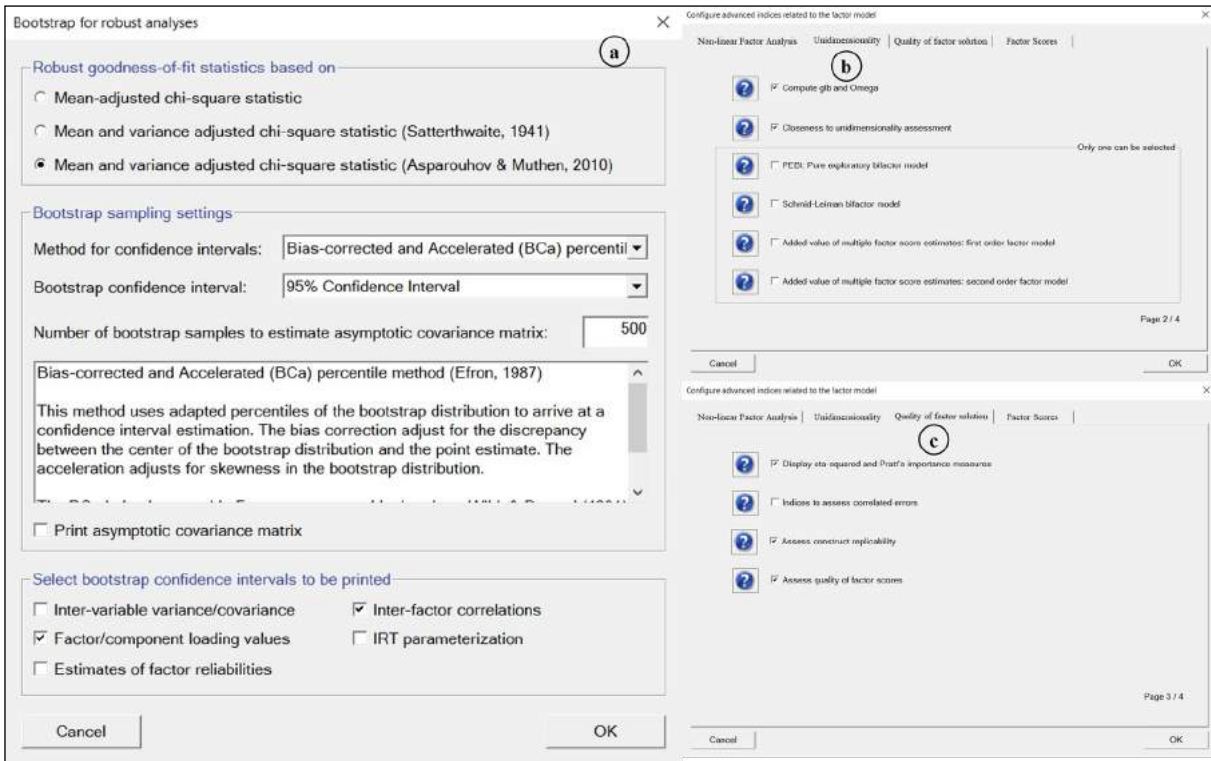 Bootstrap for robust analyses
a
Robust goodness-of-fit statistics based on
Mean-adjusted chi-square statistic
Mean and variance adjusted chi-square statistic (Satterthwaite, 1941)
Mean and variance adjusted chi-square statistic (Asparouhov & Muthen, 2010)
Bootstrap sampling settings
Method for confidence intervals: Bias-corrected and Accelerated (BCa) percentil
Bootstrap confidence interval: 95% Confidence Interval
Number of bootstrap samples to estimate asymptotic covariance matrix: 500
Bias-corrected and Accelerated (BCa) percentile method (Efron, 1987)
This method uses adapted percentiles of the bootstrap distribution to arrive at a
confidence interval estimation. The bias correction adjust for the discrepancy
between the center of the bootstrap distribution and the point estimate. The
acceleration adjusts for skewness in the bootstrap distribution.
Print asymptotic covariance matrix
Select bootstrap confidence intervals to be printed
Inter-variable variance/covariance Inter-factor correlations
Factor/component loading values IRT parameterization
Estimates of factor reliabilities
Cancel OK
Configure advanced indices related to the factor model
Non-linear Factor Analysis Unidimensionality Quality of factor solution Factor Scores
b
Compute glb and Omega
Closeness to unidimensionality assessment
Only one can be selected
PEBI: Pure exploratory bifactor model
Schmid-Leiman bifactor model
Added value of multiple factor score estimates: first order factor model
Added value of multiple factor score estimates: second order factor model
Page 2 / 4
Cancel OK
Configure advanced indices related to the factor model
Non-linear Factor Analysis Unidimensionality Quality of factor solution Factor Scores
c
Display eta-squared and Pratt's importance measures
Indices to assess correlated errors
Assess construct replicability
Assess quality of factor scores
Page 3 / 4
Cancel OK